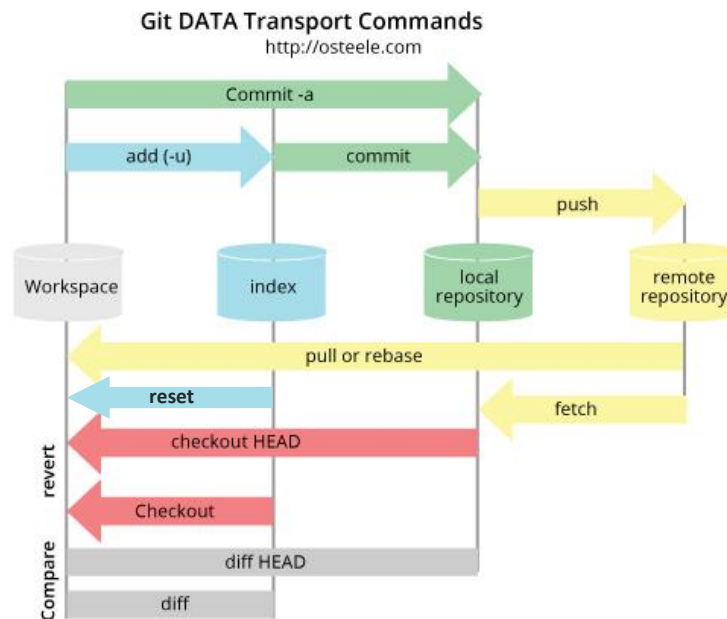 Git DATA Transport Commands
http://osteele.com
Commit -a
add (-u)
commit
push
Workspace
index
local
repository
remote
repository
pull or rebase
reset
fetch
revert
checkout HEAD
Checkout
Compare
diff HEAD
diff